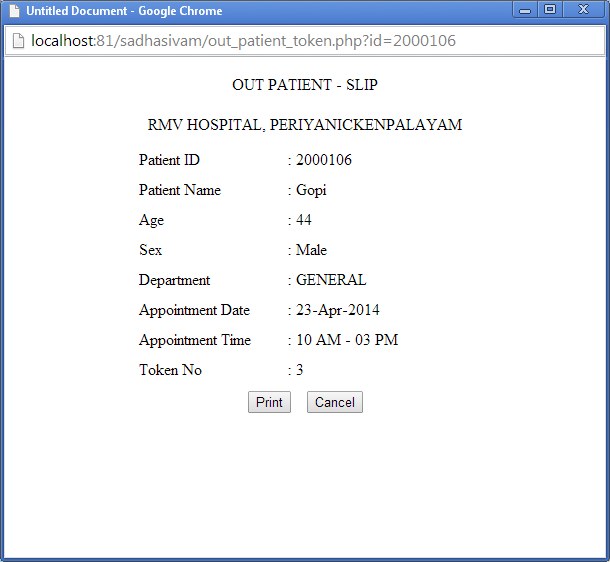 Untitled Document - Google Chrome
localhost:81/sadhasivam/out_patient_token.php?id=2000106
OUT PATIENT - SLIP
RMV HOSPITAL, PERIYANICKENPALAYAM
Patient ID : 2000106
Patient Name : Gopi
Age : 44
Sex : Male
Department : GENERAL
Appointment Date : 23-Apr-2014
Appointment Time : 10 AM - 03 PM
Token No : 3
Print Cancel